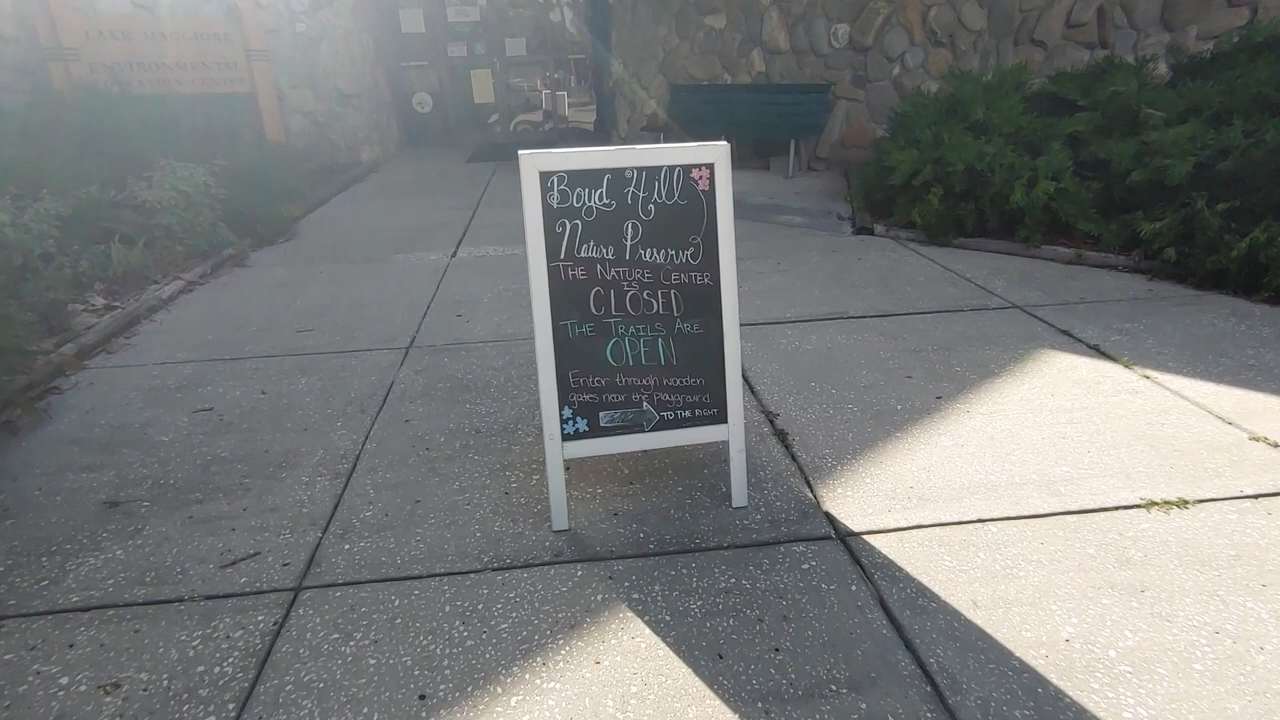 LAKE MAGGIORE
ENVIRONMENTAL
EDUCATION CENTER
Boyd Hill
Nature Preserve
THE NATURE CENTER
IS
CLOSED
THE TRAILS ARE
OPEN
Enter through wooden
gates near the playground.
TO THE RIGHT